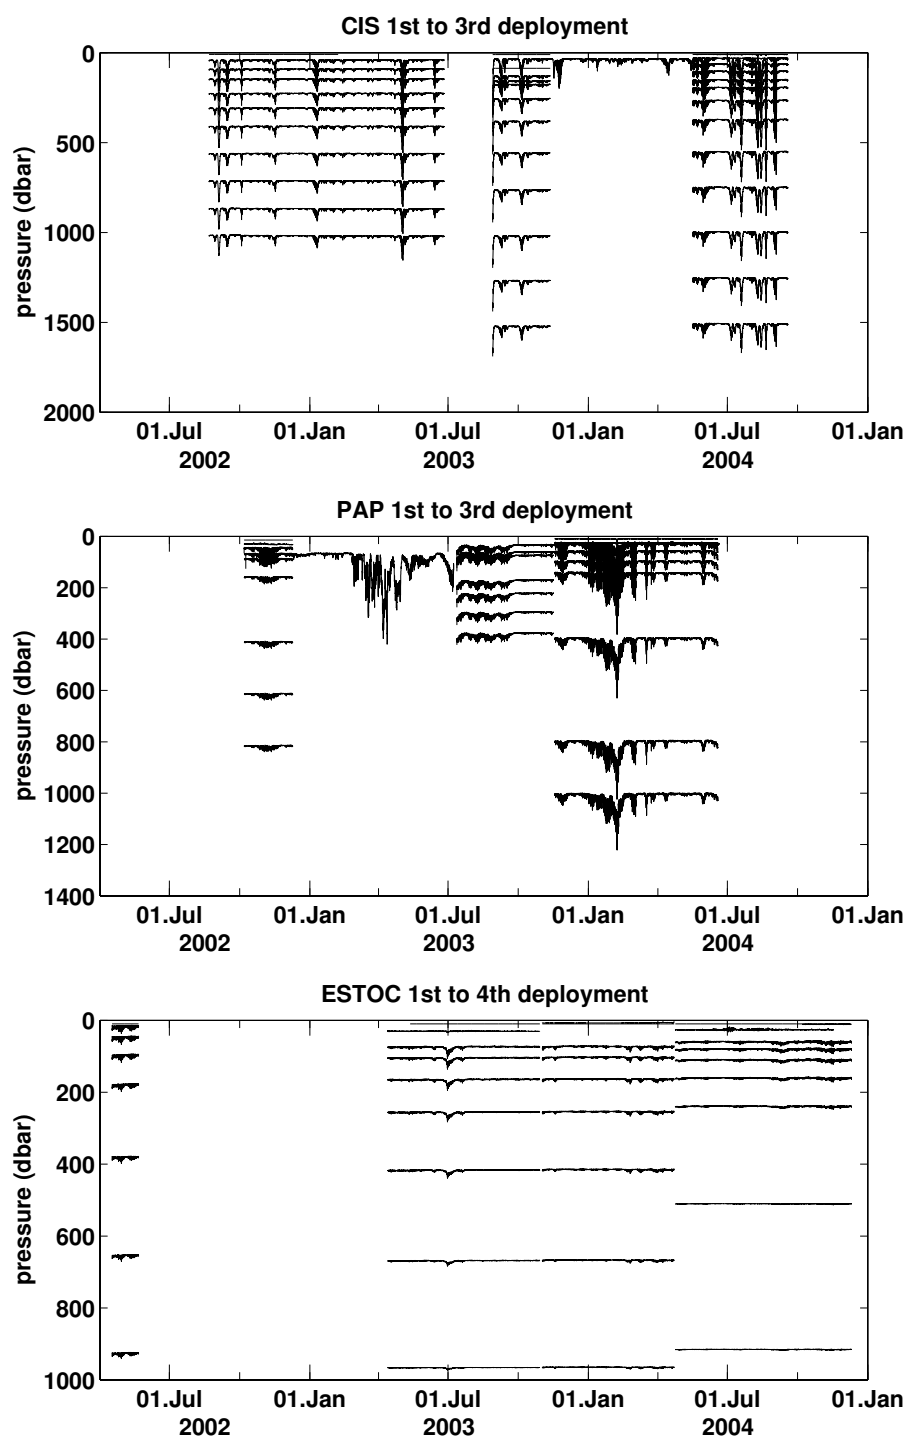 CIS 1st to 3rd deployment
0
500
1000
1500
2000
pressure (dbar)
01.Jul 01.Jan 01.Jul 01.Jan 01.Jul 01.Jan
2002 2003 2004
PAP 1st to 3rd deployment
0
200
400
600
800
1000
1200
1400
pressure (dbar)
01.Jul 01.Jan 01.Jul 01.Jan 01.Jul 01.Jan
2002 2003 2004
ESTOC 1st to 4th deployment
0
200
400
600
800
1000
pressure (dbar)
01.Jul 01.Jan 01.Jul 01.Jan 01.Jul 01.Jan
2002 2003 2004